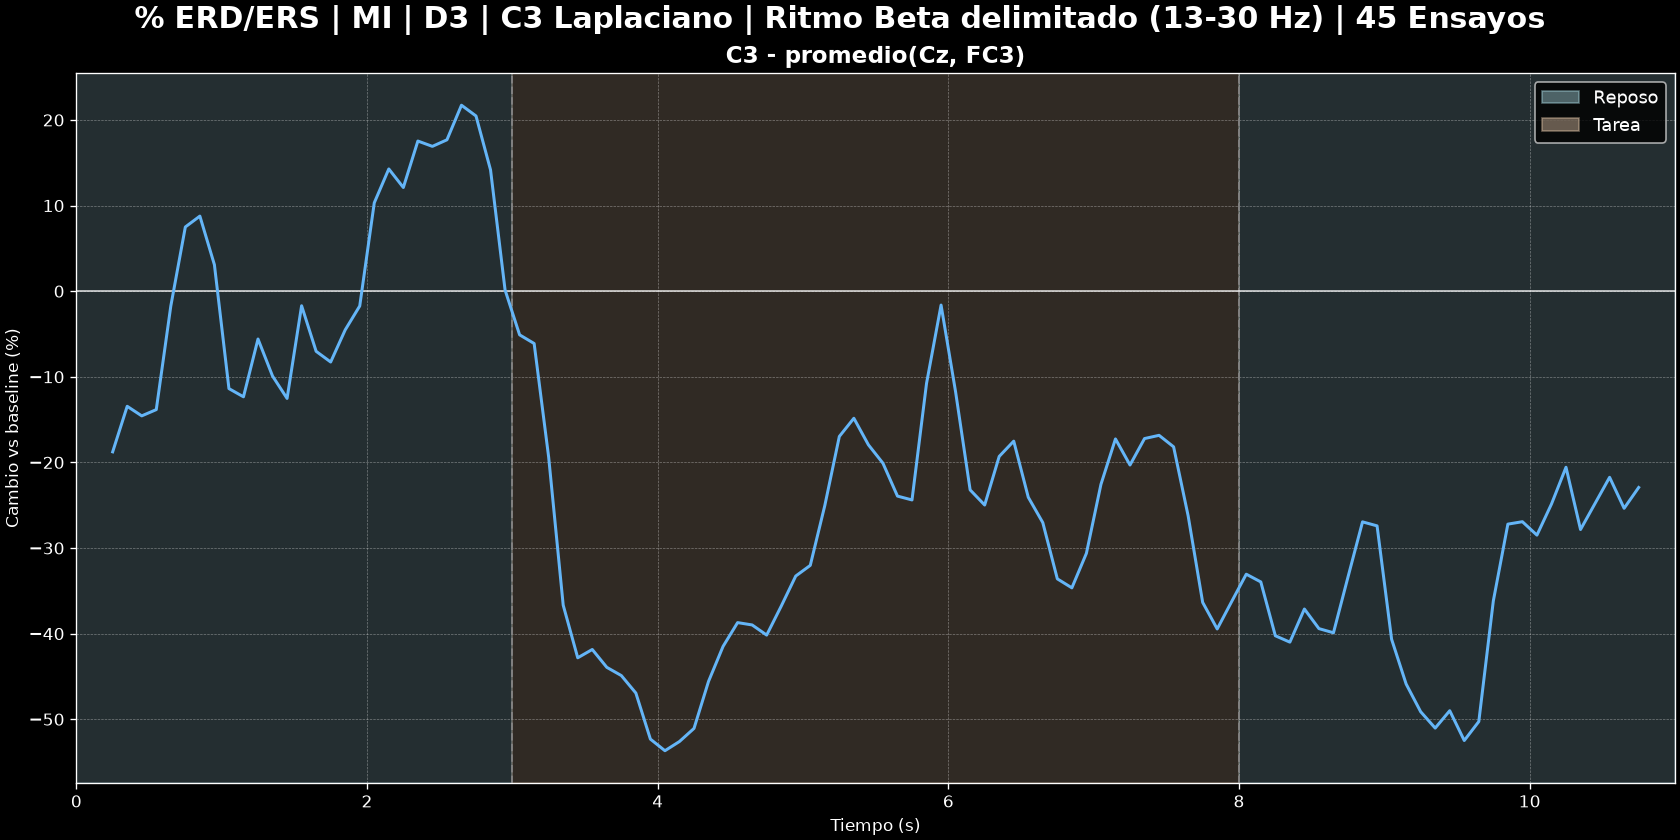 % ERD/ERS | MI | D3 | C3 Laplaciano | Ritmo Beta delimitado (13-30 Hz) | 45 Ensayos
C3 - promedio(Cz, FC3)
Reposo
Tarea
Cambio vs baseline (%)
20
10
0
−10
−20
−30
−40
−50
0
2
4
6
8
10
Tiempo (s)